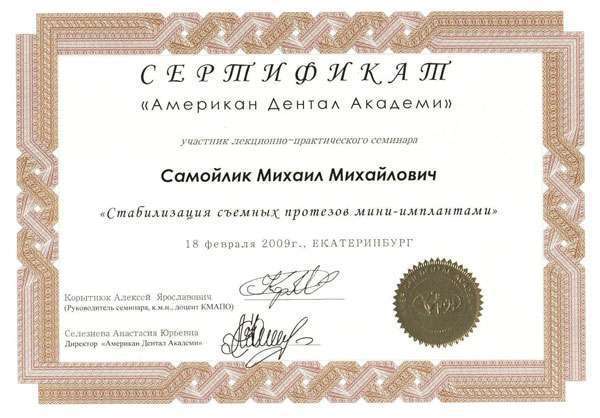 СЕРТИФИКАТ
«Американ Дентал Академи»
участник лекционно-практического семинара
Самойлик Михаил Михайлович
«Стабилизация съемных протезов мини-имплантами»
18 февраля 2009г., ЕКАТЕРИНБУРГ
Корытнюк Алексей Ярославович
(Руководитель семинара, к.м.н., доцент КМАПО)
Селезнева Анастасия Юрьевна
Директор «Американ Дентал Академи»